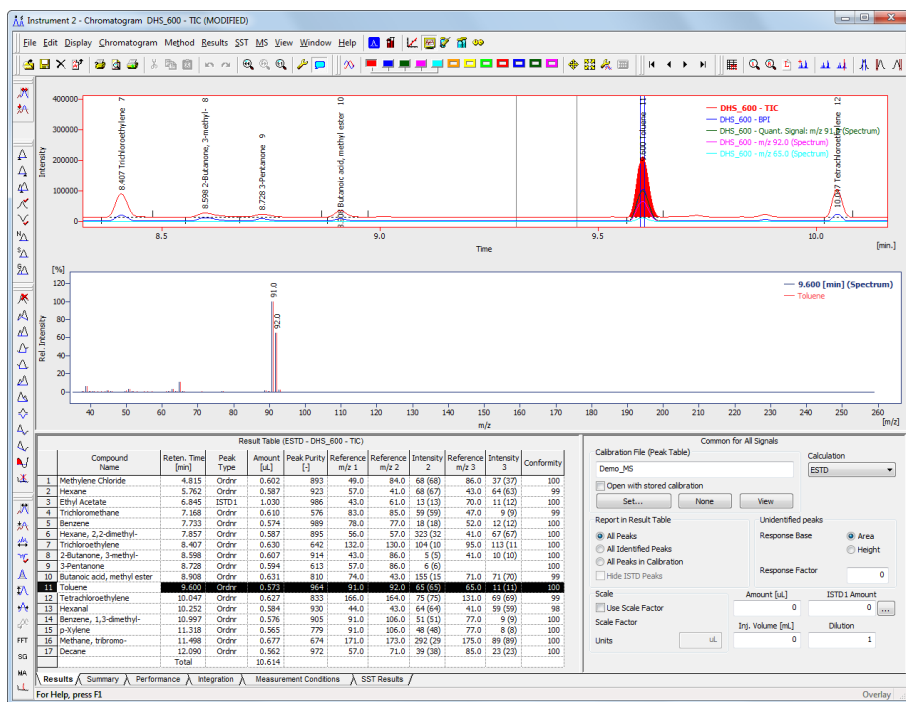 Instrument 2 - Chromatogram DHS_600 - TIC (MODIFIED)
File Edit Display Chromatogram Method Results SST MS View Window Help
400000
300000
200000
100000
0
Intensity
8.407 Trichloroethylene 7
8.598 2-Butanone, 3-methyl- 8
8.728 3-Pentanone 9
8.908 Butanoic acid, methyl ester 10
9.600 Toluene 11
10.047 Tetrachloroethylene 12
DHS_600 - TIC
DHS_600 - BPI
DHS_600 - Quant. Signal: m/z 91.0 (Spectrum)
DHS_600 - m/z 92.0 (Spectrum)
DHS_600 - m/z 65.0 (Spectrum)
8.5 9.0 9.5 10.0
Time [min.]
[%]
120
100
80
60
40
20
0
Rel. Intensity
91.0
92.0
9.600 [min] (Spectrum)
Toluene
40 50 60 70 80 90 100 110 120 130 140 150 160 170 180 190 200 210 220 230 240 250 260
m/z [m/z]
Result Table (ESTD - DHS_600 - TIC)
Compound Name Reten. Time [min] Peak Type Amount [uL] Peak Purity [-] Reference m/z 1 Reference m/z 2 Intensity 2 Reference m/z 3 Intensity 3 Conformity
1 Methylene Chloride 4.815 Ordnr 0.602 893 49.0 84.0 68 (68) 86.0 37 (37) 100
2 Hexane 5.762 Ordnr 0.587 923 57.0 41.0 68 (67) 43.0 64 (63) 99
3 Ethyl Acetate 6.845 ISTD1 1.030 986 43.0 61.0 13 (13) 70.0 11 (12) 100
4 Trichloromethane 7.168 Ordnr 0.610 576 83.0 85.0 59 (59) 47.0 9 (9) 99
5 Benzene 7.733 Ordnr 0.574 989 78.0 77.0 18 (18) 52.0 12 (12) 100
6 Hexane, 2,2-dimethyl- 7.857 Ordnr 0.587 895 56.0 57.0 323 (32 41.0 67 (67) 100
7 Trichloroethylene 8.407 Ordnr 0.630 642 132.0 130.0 104 (10 95.0 113 (11 100
8 2-Butanone, 3-methyl- 8.598 Ordnr 0.607 914 43.0 86.0 5 (5) 41.0 10 (10) 100
9 3-Pentanone 8.728 Ordnr 0.594 613 57.0 86.0 6 (6) 100
10 Butanoic acid, methyl ester 8.908 Ordnr 0.631 810 74.0 43.0 155 (15 71.0 71 (70) 99
11 Toluene 9.600 Ordnr 0.573 964 91.0 92.0 65 (65) 65.0 11 (11) 100
12 Tetrachloroethylene 10.047 Ordnr 0.627 833 166.0 164.0 75 (75) 131.0 69 (69) 99
13 Hexanal 10.252 Ordnr 0.584 930 44.0 43.0 64 (64) 41.0 59 (59) 98
14 Benzene, 1,3-dimethyl- 10.997 Ordnr 0.576 905 91.0 106.0 51 (51) 77.0 9 (9) 100
15 p-Xylene 11.318 Ordnr 0.565 779 91.0 106.0 48 (48) 77.0 8 (8) 100
16 Methane, tribromo- 11.498 Ordnr 0.677 674 171.0 173.0 292 (29 175.0 89 (89) 100
17 Decane 12.090 Ordnr 0.562 972 57.0 71.0 39 (38) 85.0 23 (23) 100
Total 10.614
Common for All Signals
Calibration File (Peak Table)
Demo_MS
Calculation
ESTD
Open with stored calibration
Set... None View
Report in Result Table
All Peaks
All Identified Peaks
All Peaks in Calibration
Hide ISTD Peaks
Unidentified peaks
Response Base
Area
Height
Response Factor
0
Scale
Use Scale Factor
Scale Factor
Units uL
Amount [uL] ISTD1 Amount
0 0 ...
Inj. Volume [mL] Dilution
0 1
N
S
G
FFT
SG
MA
Results Summary Performance Integration Measurement Conditions SST Results
For Help, press F1 Overlay